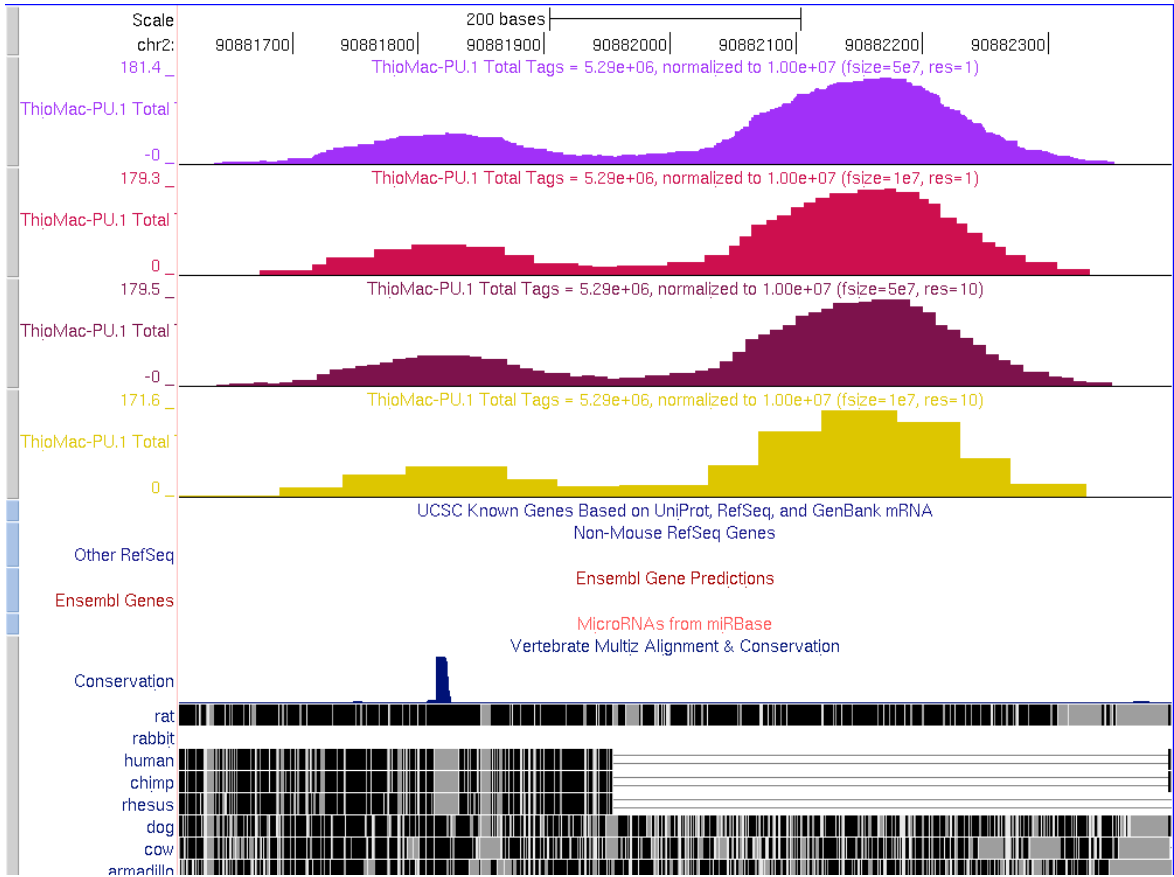 Scale 200 bases
chr2: 90881700 90881800 90881900 90882000 90882100 90882200 90882300
181.4 _ ThioMac-PU.1 Total Tags = 5.29e+06, normalized to 1.00e+07 (fsize=5e7, res=1)
ThioMac-PU.1 Total
-0 _
179.3 _ ThioMac-PU.1 Total Tags = 5.29e+06, normalized to 1.00e+07 (fsize=1e7, res=1)
ThioMac-PU.1 Total
0 _
179.5 _ ThioMac-PU.1 Total Tags = 5.29e+06, normalized to 1.00e+07 (fsize=5e7, res=10)
ThioMac-PU.1 Total
-0 _
171.6 _ ThioMac-PU.1 Total Tags = 5.29e+06, normalized to 1.00e+07 (fsize=1e7, res=10)
ThioMac-PU.1 Total
0 _
UCSC Known Genes Based on UniProt, RefSeq, and GenBank mRNA
Non-Mouse RefSeq Genes
Other RefSeq
Ensembl Gene Predictions
Ensembl Genes
MicroRNAs from miRBase
Vertebrate Multiz Alignment & Conservation
Conservation
rat
rabbit
human
chimp
rhesus
dog
cow
armadillo